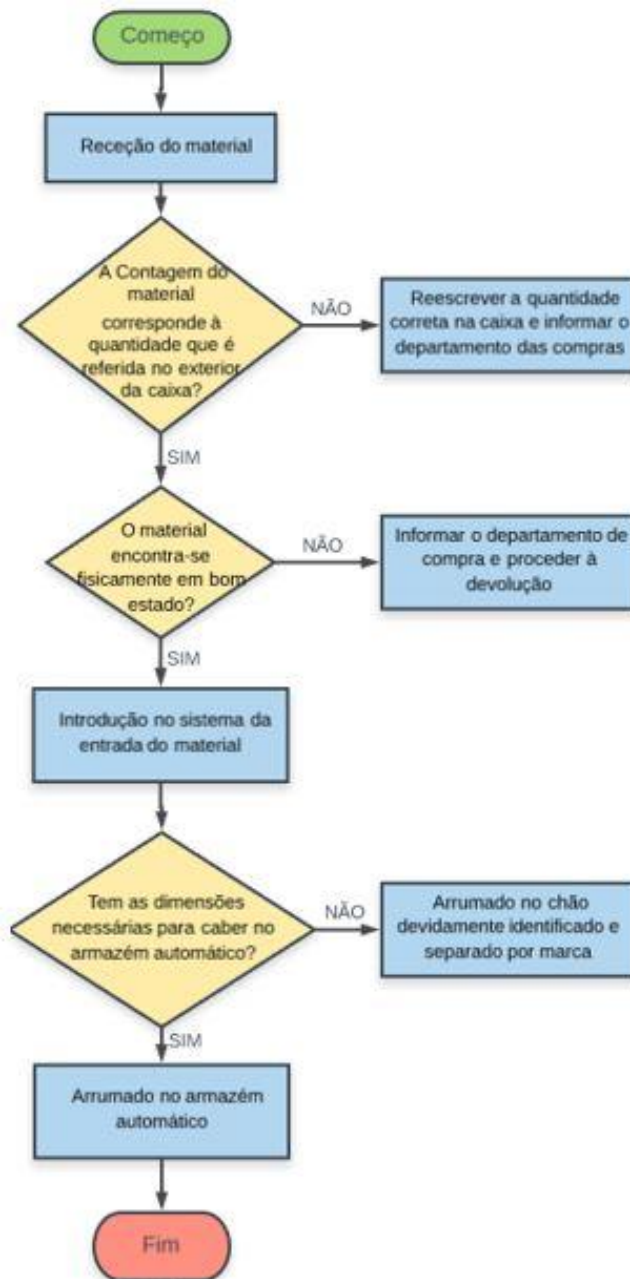 Começo
Receção do material
A Contagem do
material
corresponde à
quantidade que é
referida no exterior
da caixa?
NÃO
Reescrever a quantidade
correta na caixa e informar o
departamento das compras
SIM
O material
encontra-se
fisicamente em bom
estado?
NÃO
Informar o departamento de
compra e proceder à
devolução
SIM
Introdução no sistema da
entrada do material
Tem as dimensões
necessárias para caber no
armazém automático?
NÃO
Arrumado no chão
devidamente identificado e
separado por marca
SIM
Arrumado no armazém
automático
Fim